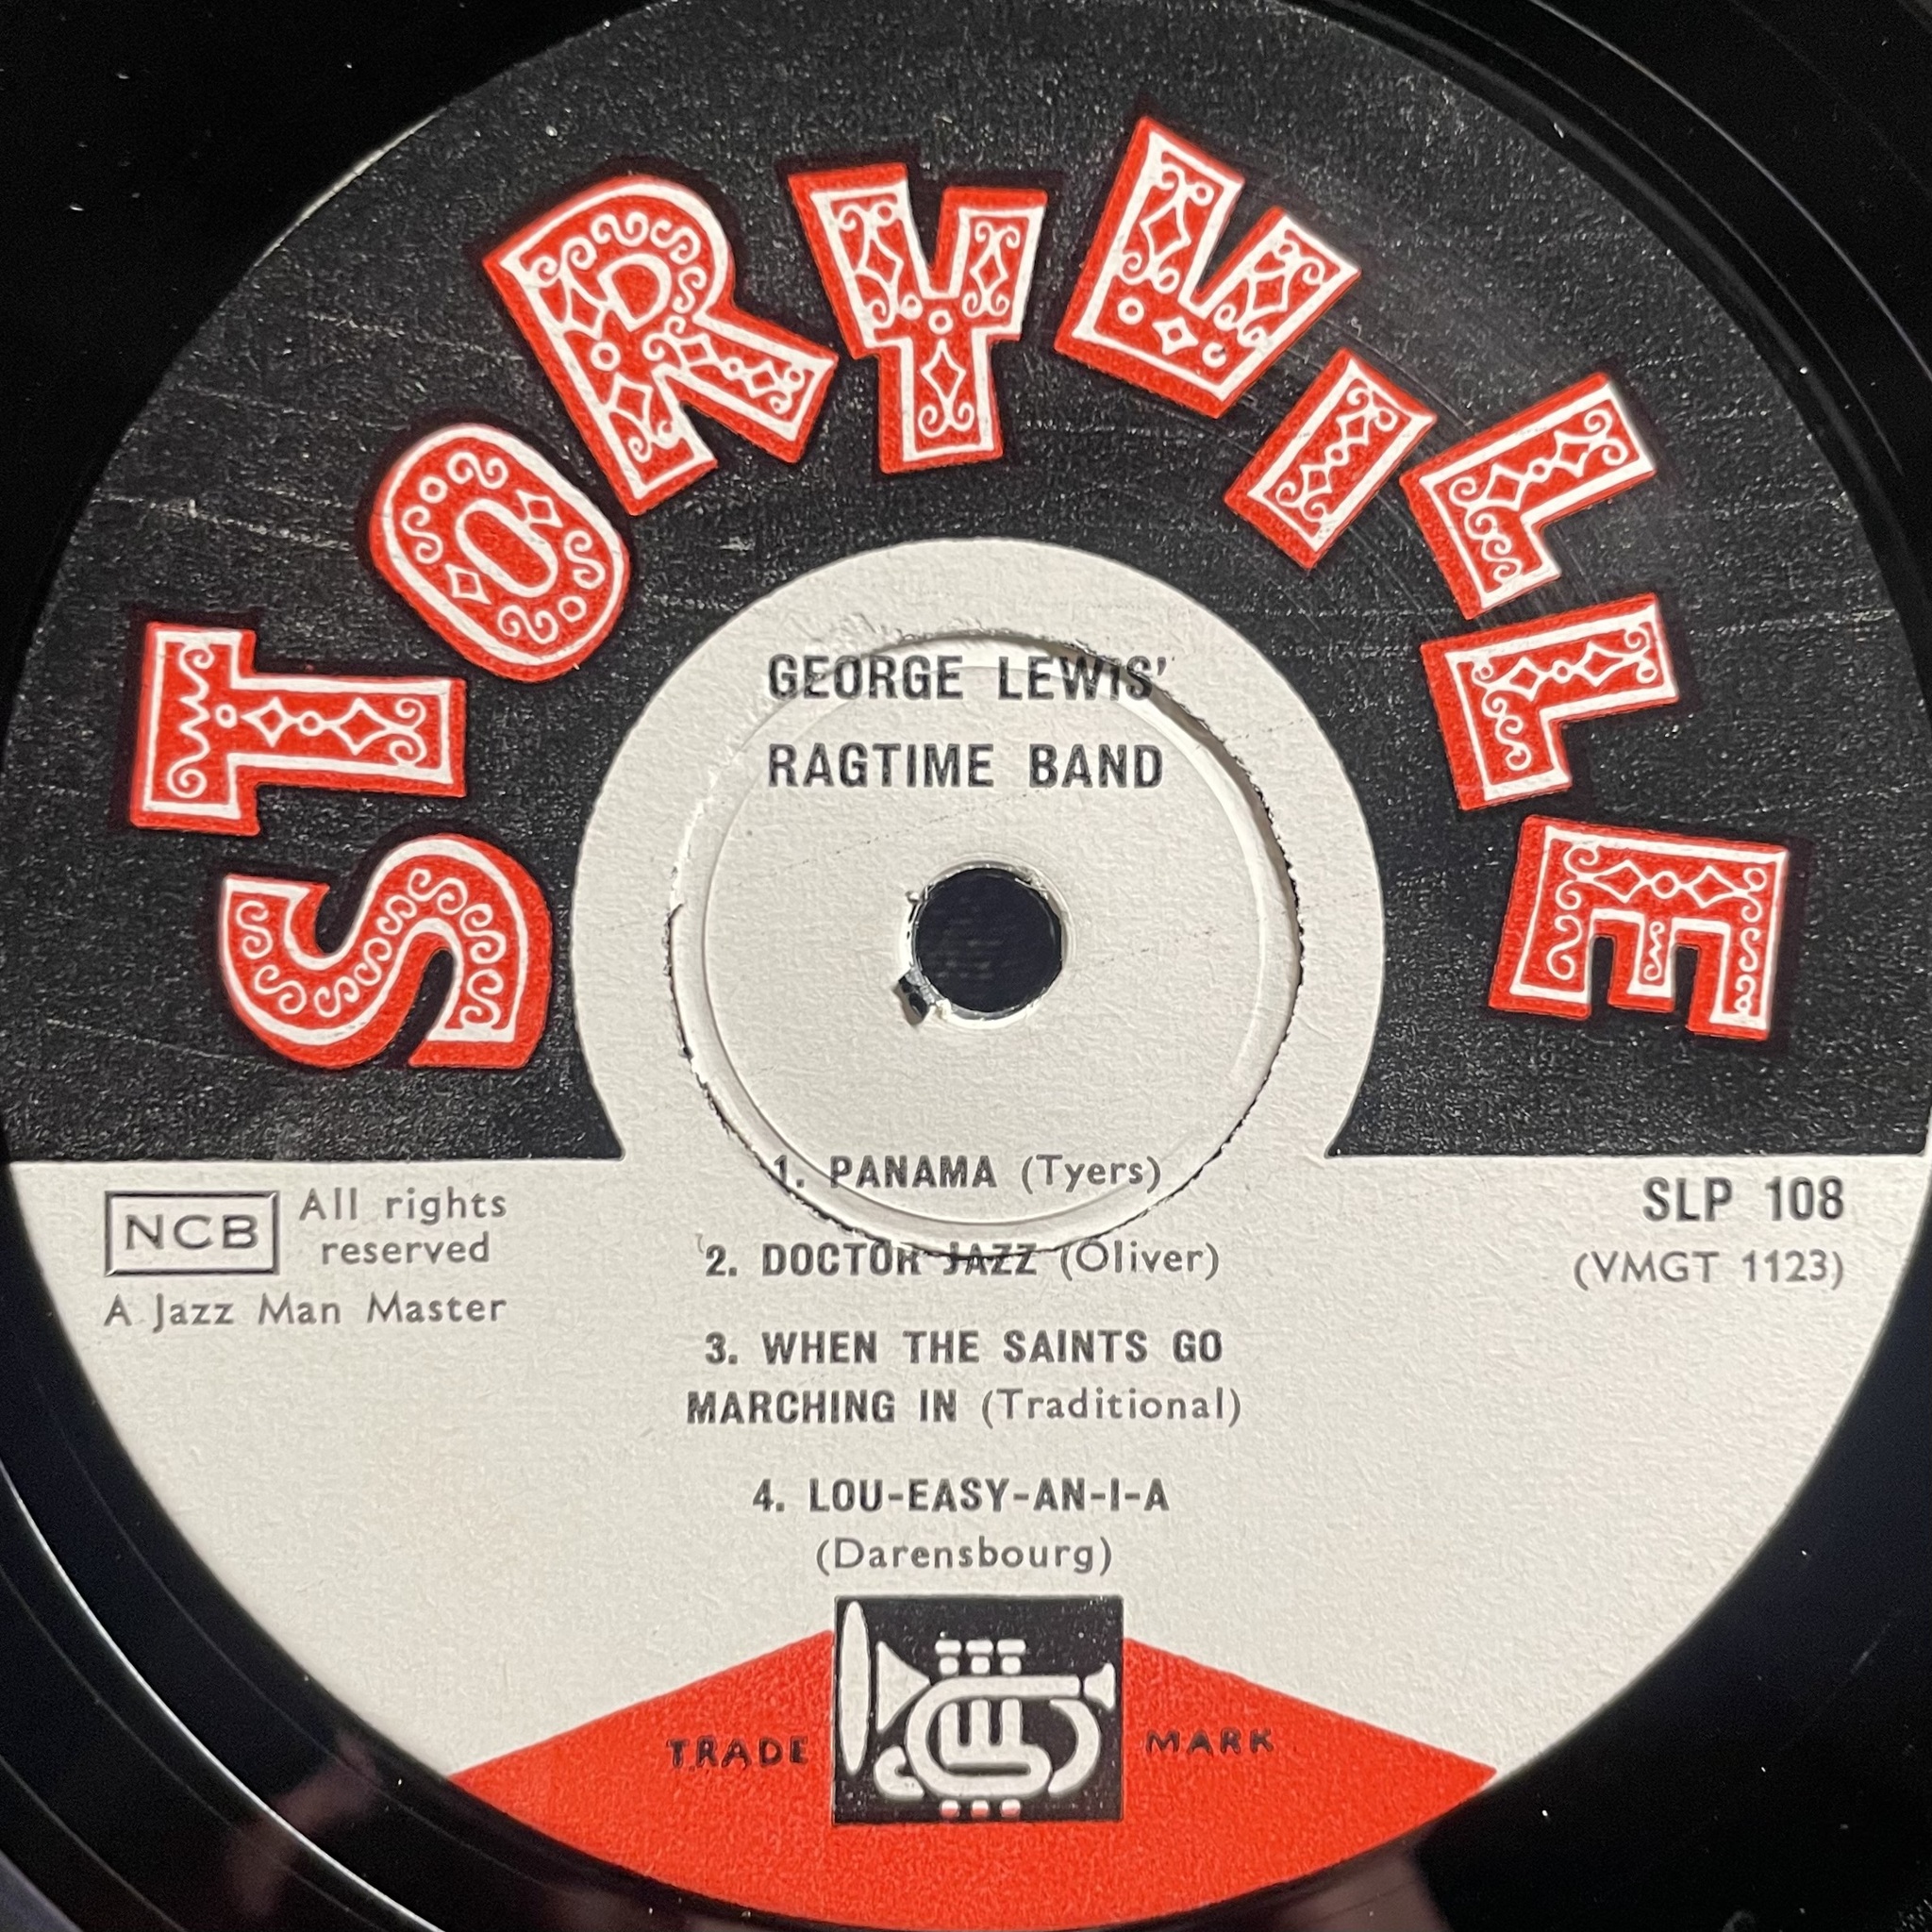 STORYVILLE
GEORGE LEWIS'
RAGTIME BAND
1. PANAMA (Tyers)
NCB
All rights
reserved
A Jazz Man Master
SLP 108
(VMGT 1123)
2. DOCTOR JAZZ (Oliver)
3. WHEN THE SAINTS GO
MARCHING IN (Traditional)
4. LOU-EASY-AN-I-A
(Darensbourg)
TRADE MARK